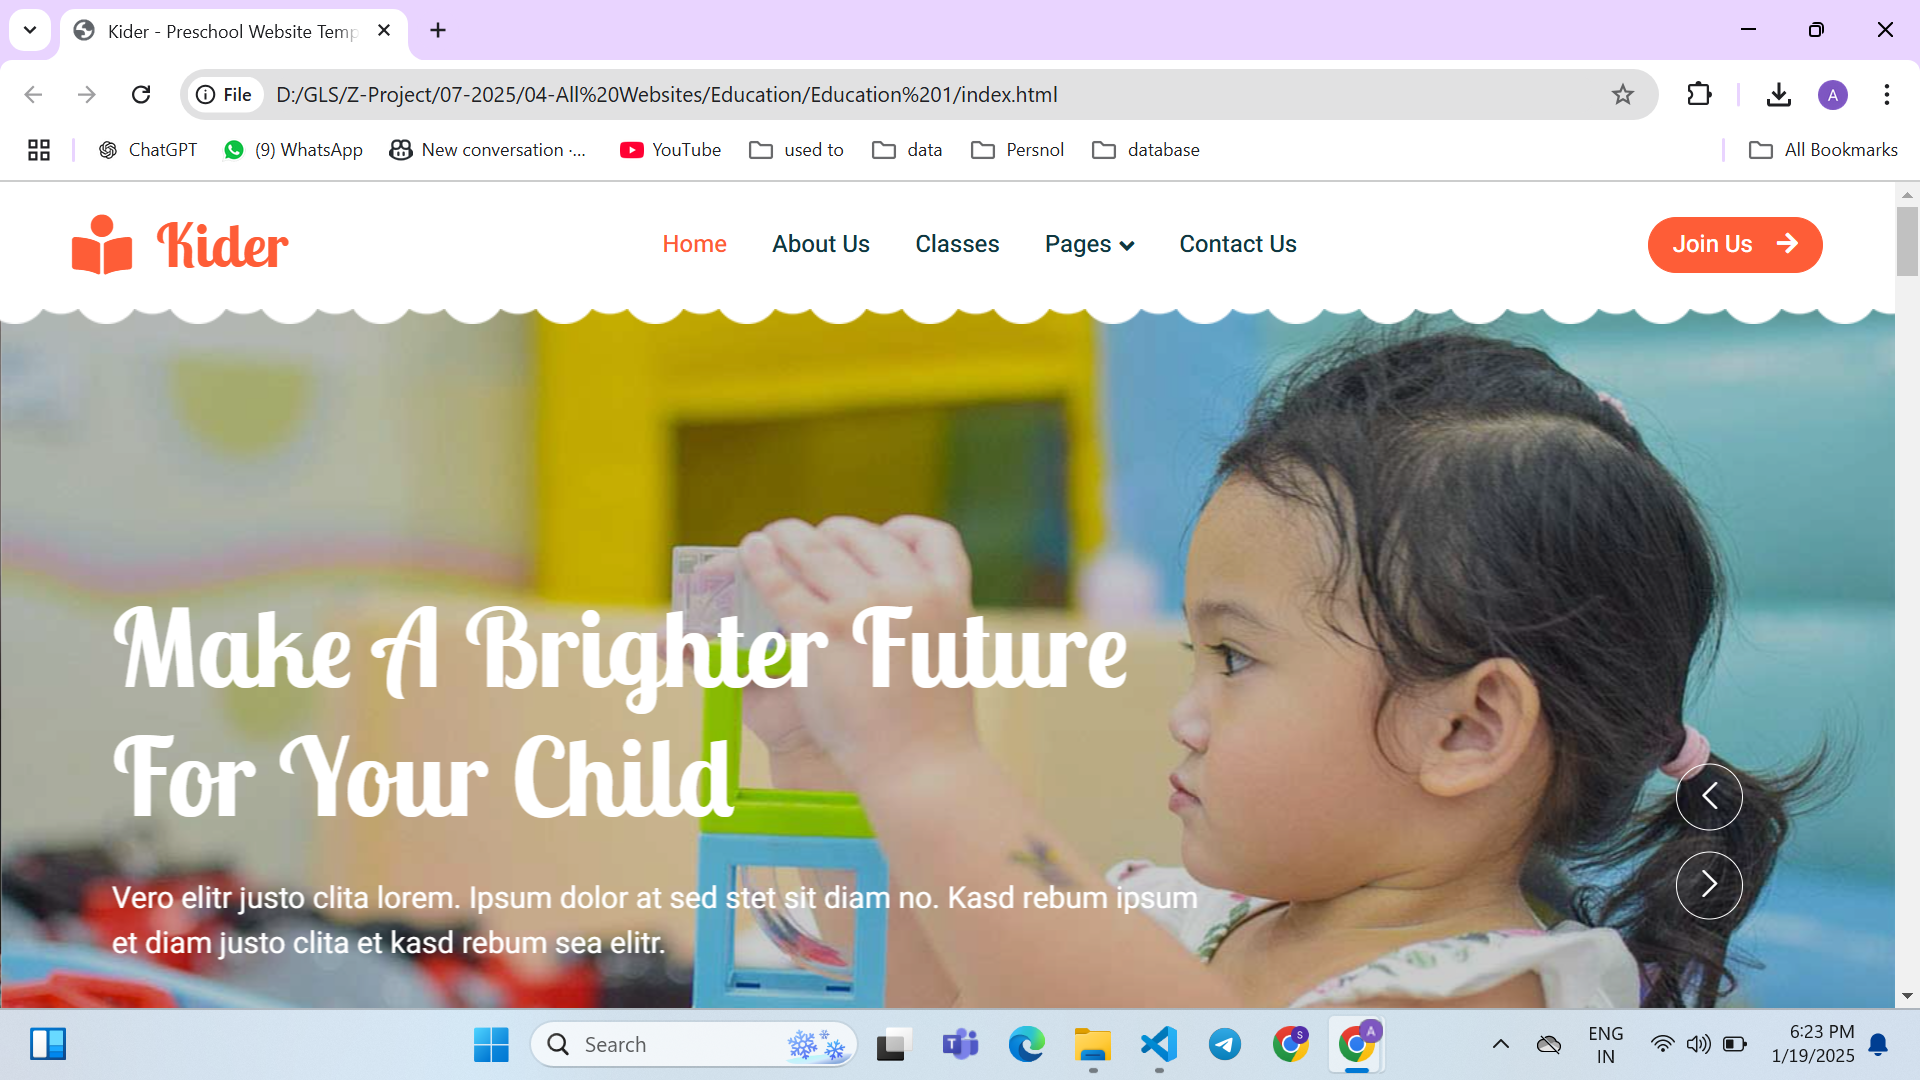 Kider - Preschool Website Temp
File
D:/GLS/Z-Project/07-2025/04-All%20Websites/Education/Education%201/index.html
A
ChatGPT
(9) WhatsApp
New conversation ·...
YouTube
used to
data
Persnol
database
All Bookmarks
Kider
Home
About Us
Classes
Pages
Contact Us
Join Us
Make A Brighter Future
For Your Child
Vero elitr justo clita lorem. Ipsum dolor at sed stet sit diam no. Kasd rebum ipsum
et diam justo clita et kasd rebum sea elitr.
Search
T
S
A
ENG
IN
6:23 PM
1/19/2025